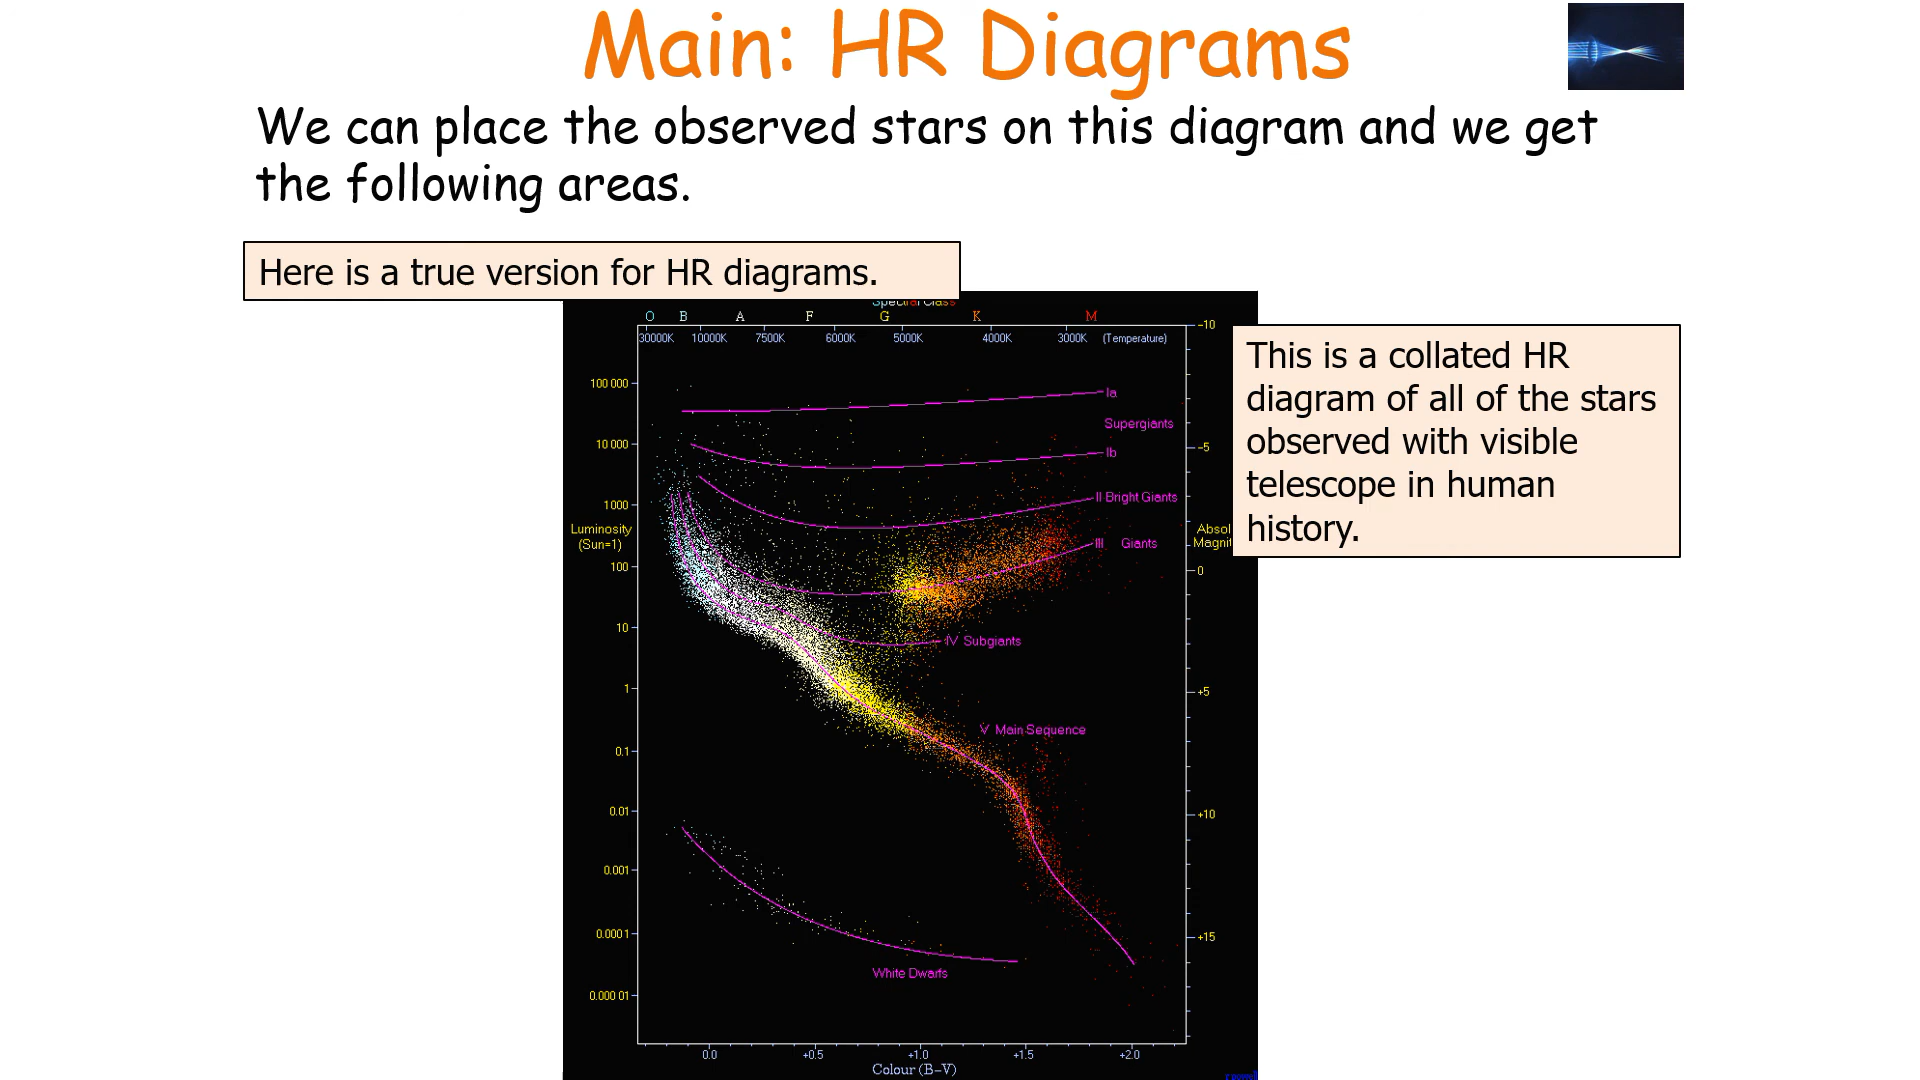 Main: HR Diagrams
We can place the observed stars on this diagram and we get
the following areas.
Here is a true version for HR diagrams.
Spectral Class
O B A F G K M
30000K 10000K 7500K 6000K 5000K 4000K 3000K (Temperature)
-10
This is a collated HR
diagram of all of the stars
observed with visible
telescope in human
history.
100 000
Ia
Supergiants
10 000
-5
Ib
1000
II Bright Giants
Luminosity
(Sun=1)
Absol
Magnit
III Giants
100
0
10
IV Subgiants
1
+5
V Main Sequence
0.1
0.01
+10
0.001
0.0001
+15
White Dwarfs
0.000 01
0.0 +0.5 +1.0 +1.5 +2.0
Colour (B-V)
r.powell